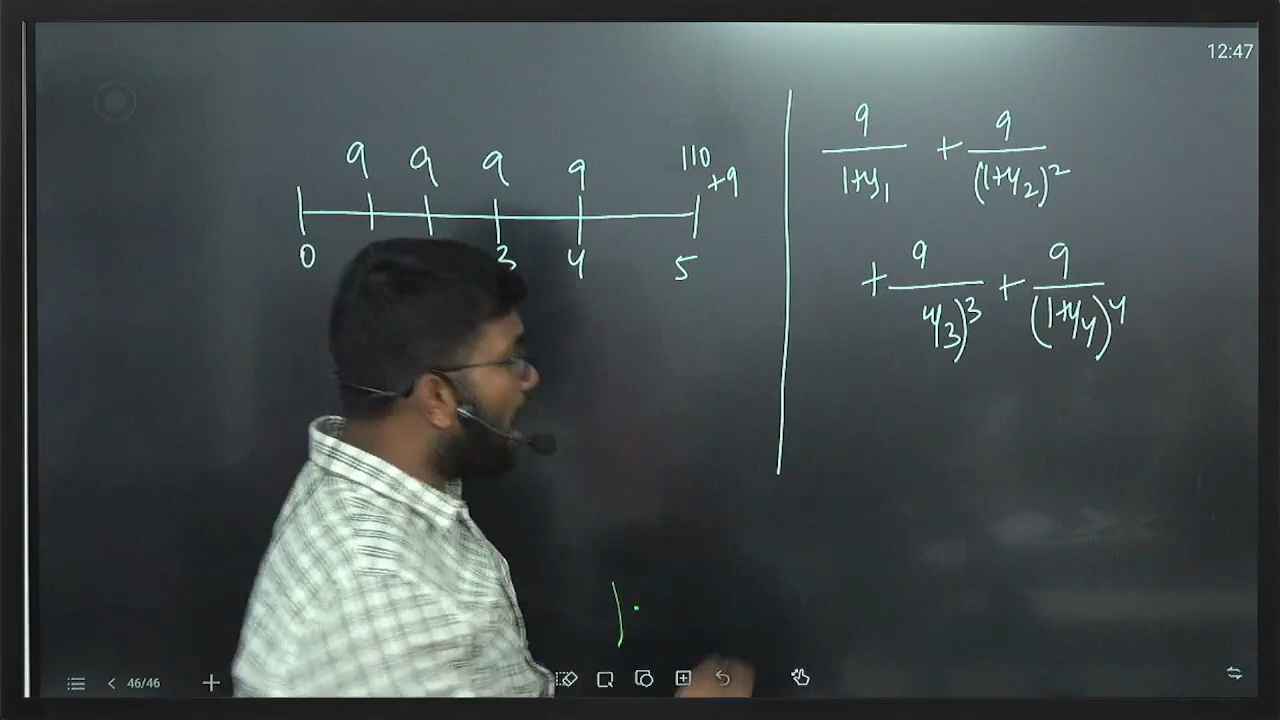 12:47
9 9 9 9 110
+9
0 3 4 5
9 + 9
1+y1 (1+y2)^2
+ 9 + 9
y3)^3 (1+y4)^4
46/46